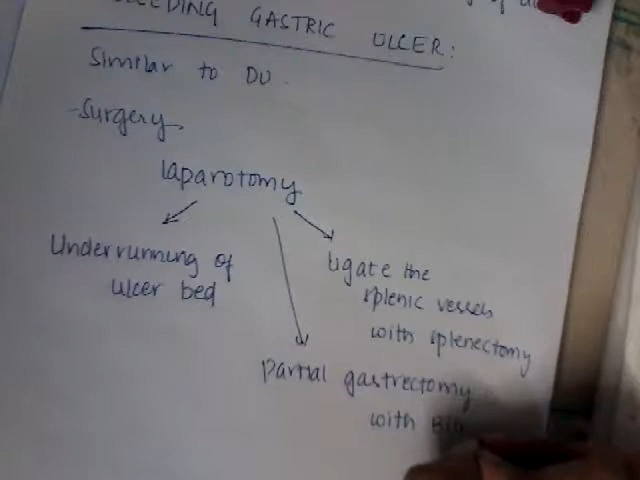 GASTRIC ULCER:
Similar to DU.
-Surgery.
laparotomy
Underrunning of
ulcer bed
ligate the
splenic vessels
with splenectomy
partial gastrectomy
with